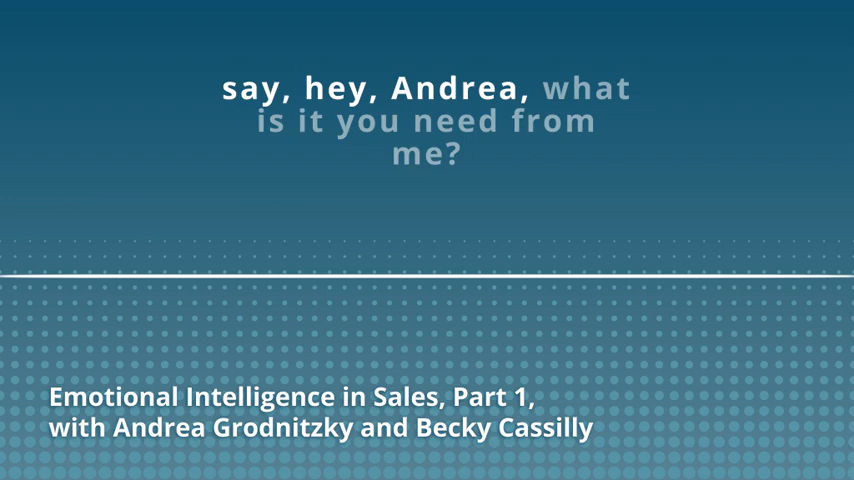 say, hey, Andrea, what
is it you need from
me?
Emotional Intelligence in Sales, Part 1,
with Andrea Grodnitzky and Becky Cassilly